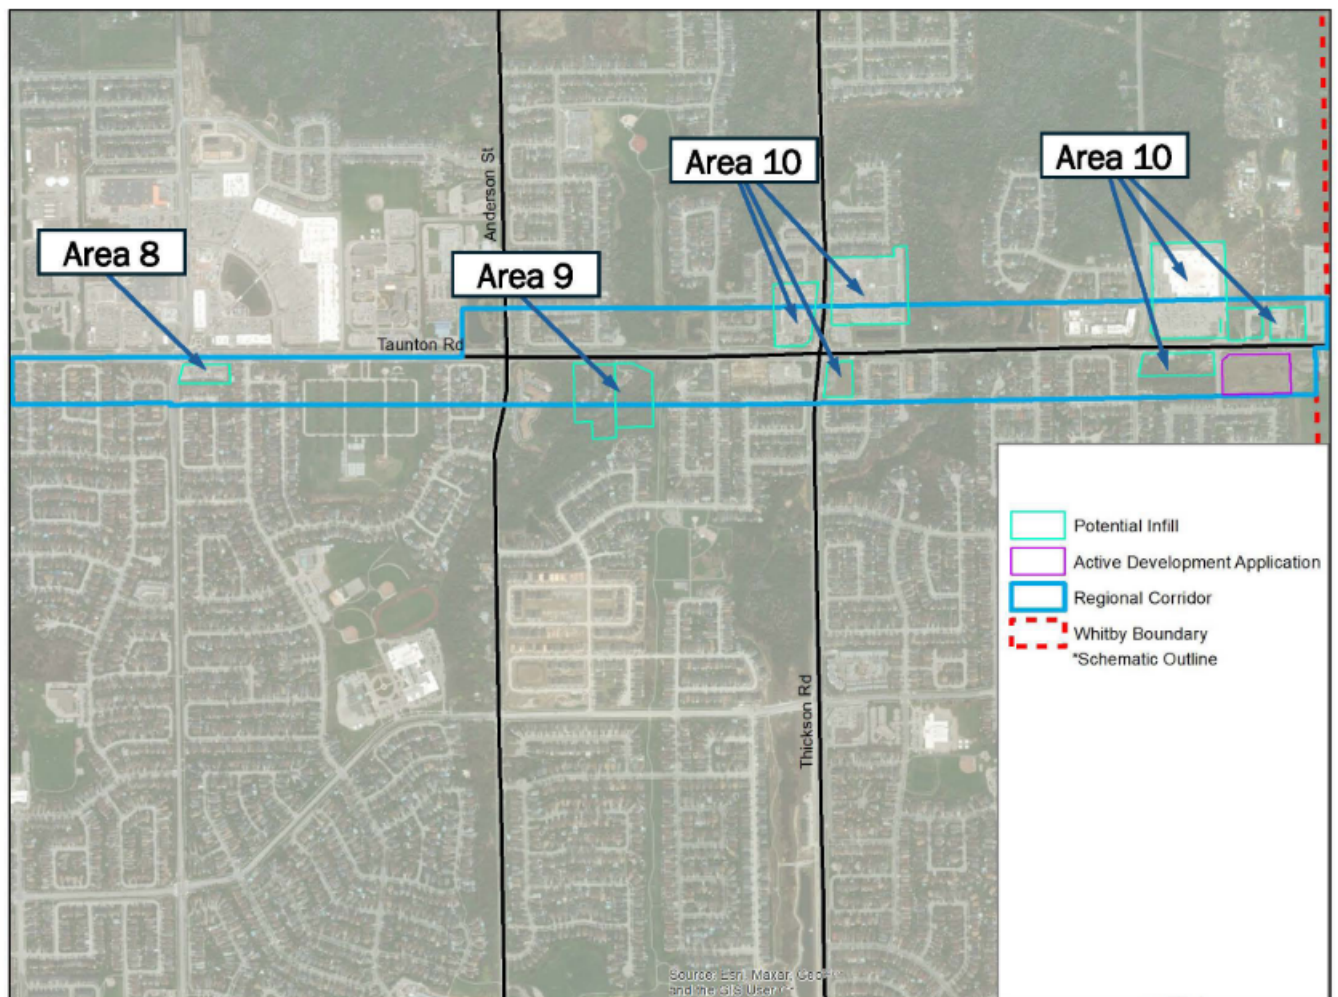 Anderson St
Area 10
Area 10
Area 8
Area 9
Taunton Rd
Potential Infill
Active Development Application
Regional Corridor
Whitby Boundary
*Schematic Outline
Thickson Rd
Source: Esri, Maxar,
and the GIS User